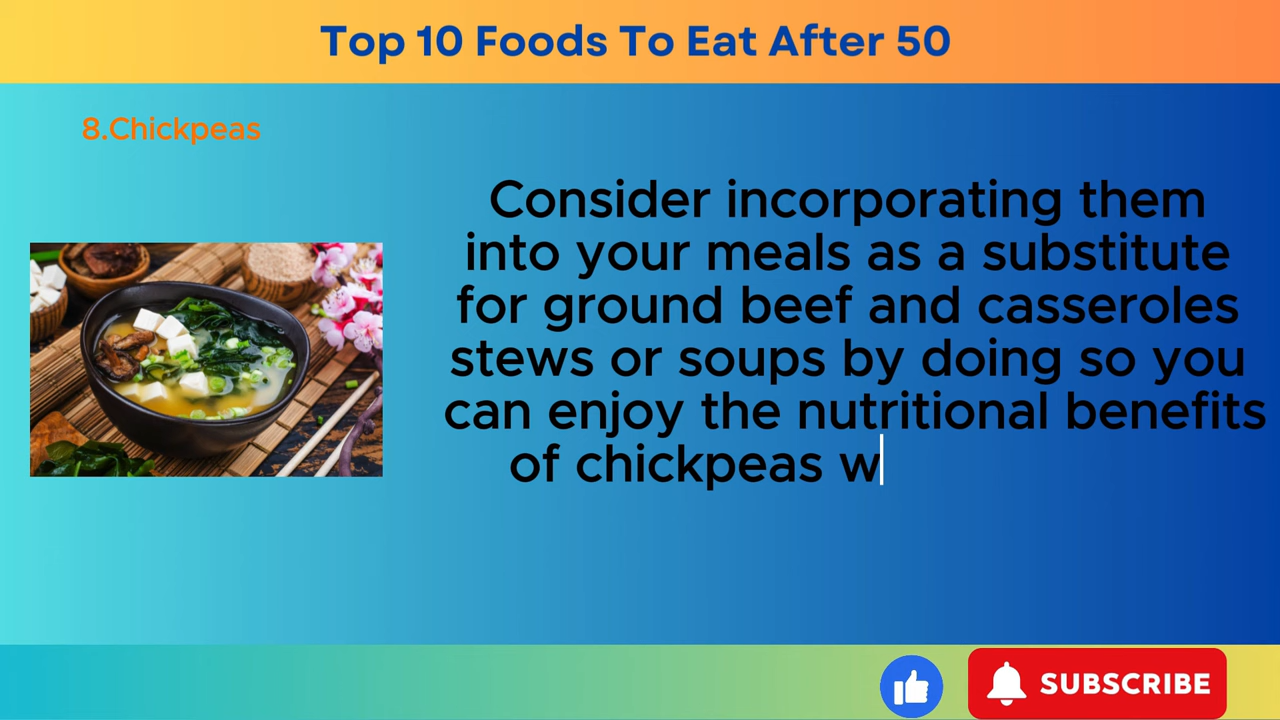 Top 10 Foods To Eat After 50
8.Chickpeas
Consider incorporating them
into your meals as a substitute
for ground beef and casseroles
stews or soups by doing so you
can enjoy the nutritional benefits
of chickpeas w
SUBSCRIBE